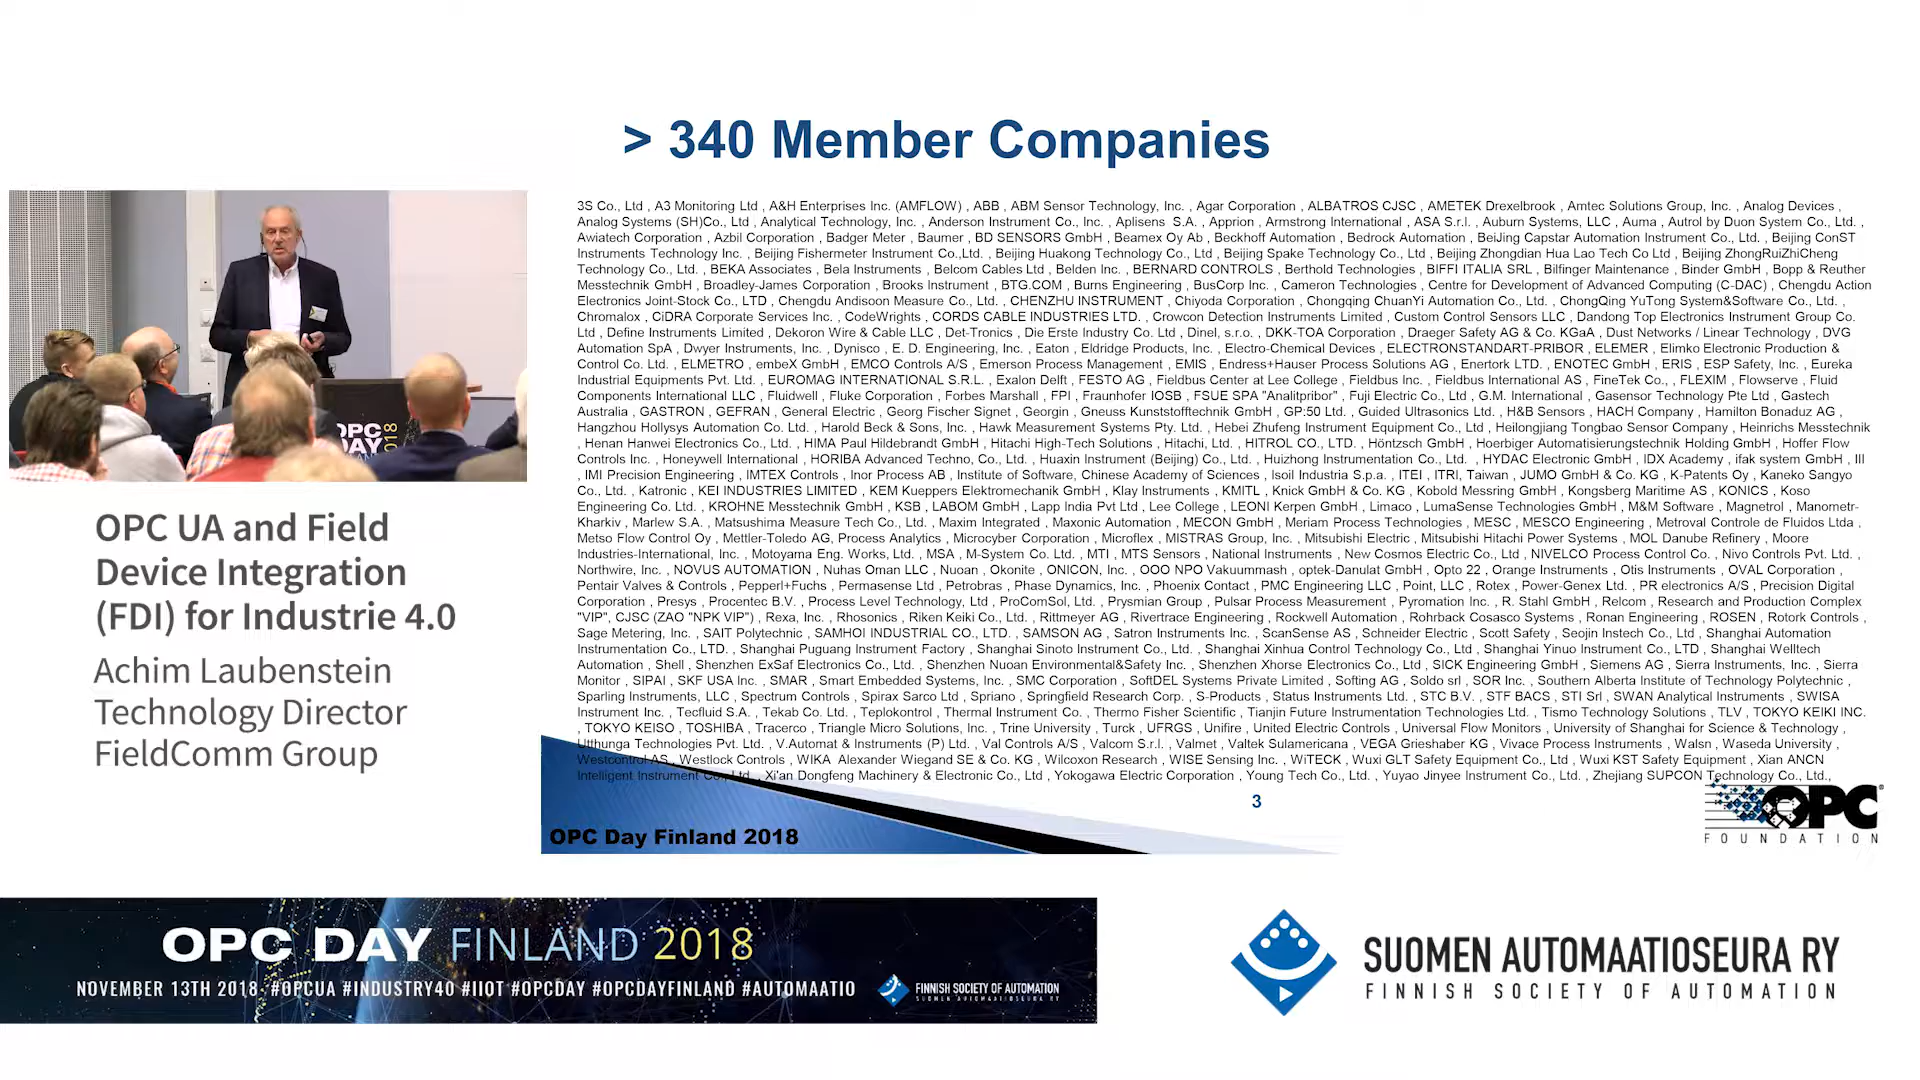 > 340 Member Companies
3S Co., Ltd , A3 Monitoring Ltd , A&H Enterprises Inc. (AMFLOW) , ABB , ABM Sensor Technology, Inc. , Agar Corporation , ALBATROS CJSC , AMETEK Drexelbrook , Amtec Solutions Group, Inc. , Analog Devices ,
Analog Systems (SH)Co., Ltd , Analytical Technology, Inc. , Anderson Instrument Co., Inc. , Aplisens S.A. , Apprion , Armstrong International , ASA S.r.l. , Auburn Systems, LLC , Auma , Autrol by Duon System Co., Ltd. ,
Awiatech Corporation , Azbil Corporation , Badger Meter , Baumer , BD SENSORS GmbH , Beamex Oy Ab , Beckhoff Automation , Bedrock Automation , BeiJing Capstar Automation Instrument Co., Ltd. , Beijing ConST
Instruments Technology Inc. , Beijing Fishermeter Instrument Co.,Ltd. , Beijing Huakong Technology Co., Ltd , Beijing Spake Technology Co., Ltd , Beijing Zhongdian Hua Lao Tech Co Ltd , Beijing ZhongRuiZhiCheng
Technology Co., Ltd. , BEKA Associates , Bela Instruments , Belcom Cables Ltd , Belden Inc. , BERNARD CONTROLS , Berthold Technologies , BIFFI ITALIA SRL , Bilfinger Maintenance , Binder GmbH , Bopp & Reuther
Messtechnik GmbH , Broadley-James Corporation , Brooks Instrument , BTG.COM , Burns Engineering , BusCorp Inc. , Cameron Technologies , Centre for Development of Advanced Computing (C-DAC) , Chengdu Action
Electronics Joint-Stock Co., LTD , Chengdu Andisoon Measure Co., Ltd. , CHENZHU INSTRUMENT , Chiyoda Corporation , Chongqing ChuanYi Automation Co., Ltd. , ChongQing YuTong System&Software Co., Ltd. ,
Chromalox , CiDRA Corporate Services Inc. , CodeWrights , CORDS CABLE INDUSTRIES LTD. , Crowcon Detection Instruments Limited , Custom Control Sensors LLC , Dandong Top Electronics Instrument Group Co.
Ltd , Define Instruments Limited , Dekoron Wire & Cable LLC , Det-Tronics , Die Erste Industry Co. Ltd , Dinel, s.r.o. , DKK-TOA Corporation , Draeger Safety AG & Co. KGaA , Dust Networks / Linear Technology , DVG
Automation SpA , Dwyer Instruments, Inc. , Dynisco , E. D. Engineering, Inc. , Eaton , Eldridge Products, Inc. , Electro-Chemical Devices , ELECTRONSTANDART-PRIBOR , ELEMER , Elimko Electronic Production &
Control Co. Ltd. , ELMETRO , embeX GmbH , EMCO Controls A/S , Emerson Process Management , EMIS , Endress+Hauser Process Solutions AG , Enertork LTD. , ENOTEC GmbH , ERIS , ESP Safety, Inc. , Eureka
Industrial Equipments Pvt. Ltd. , EUROMAG INTERNATIONAL S.R.L. , Exalon Delft , FESTO AG , Fieldbus Center at Lee College , Fieldbus Inc. , Fieldbus International AS , FineTek Co., , FLEXIM , Flowserve , Fluid
Components International LLC , Fluidwell , Fluke Corporation , Forbes Marshall , FPI , Fraunhofer IOSB , FSUE SPA "Analitpribor" , Fuji Electric Co., Ltd , G.M. International , Gasensor Technology Pte Ltd , Gastech
Australia , GASTRON , GEFRAN , General Electric , Georg Fischer Signet , Georgin , Gneuss Kunststofftechnik GmbH , GP:50 Ltd. , Guided Ultrasonics Ltd. , H&B Sensors , HACH Company , Hamilton Bonaduz AG ,
Hangzhou Hollysys Automation Co. Ltd. , Harold Beck & Sons, Inc. , Hawk Measurement Systems Pty. Ltd. , Hebei Zhufeng Instrument Equipment Co., Ltd , Heilongjiang Tongbao Sensor Company , Heinrichs Messtechnik
, Henan Hanwei Electronics Co., Ltd. , HIMA Paul Hildebrandt GmbH , Hitachi High-Tech Solutions , Hitachi, Ltd. , HITROL CO., LTD. , Höntzsch GmbH , Hoerbiger Automatisierungstechnik Holding GmbH , Hoffer Flow
Controls Inc. , Honeywell International , HORIBA Advanced Techno, Co., Ltd. , Huaxin Instrument (Beijing) Co., Ltd. , Huizhong Instrumentation Co., Ltd. , HYDAC Electronic GmbH , IDX Academy , ifak system GmbH , III
, IMI Precision Engineering , IMTEX Controls , Inor Process AB , Institute of Software, Chinese Academy of Sciences , Isoil Industria S.p.a. , ITEI , ITRI, Taiwan , JUMO GmbH & Co. KG , K-Patents Oy , Kaneko Sangyo
Co., Ltd. , Katronic , KEI INDUSTRIES LIMITED , KEM Kueppers Elektromechanik GmbH , Klay Instruments , KMITL , Knick GmbH & Co. KG , Kobold Messring GmbH , Kongsberg Maritime AS , KONICS , Koso
Engineering Co. Ltd. , KROHNE Messtechnik GmbH , KSB , LABOM GmbH , Lapp India Pvt Ltd , Lee College , LEONI Kerpen GmbH , Limaco , LumaSense Technologies GmbH , M&M Software , Magnetrol , Manometr-
Kharkiv , Marlew S.A. , Matsushima Measure Tech Co., Ltd. , Maxim Integrated , Maxonic Automation , MECON GmbH , Meriam Process Technologies , MESC , MESCO Engineering , Metroval Controle de Fluidos Ltda ,
Metso Flow Control Oy , Mettler-Toledo AG, Process Analytics , Microcyber Corporation , Microflex , MISTRAS Group, Inc. , Mitsubishi Electric , Mitsubishi Hitachi Power Systems , MOL Danube Refinery , Moore
Industries-International, Inc. , Motoyama Eng. Works, Ltd. , MSA , M-System Co. Ltd. , MTI , MTS Sensors , National Instruments , New Cosmos Electric Co., Ltd , NIVELCO Process Control Co. , Nivo Controls Pvt. Ltd. ,
Northwire, Inc. , NOVUS AUTOMATION , Nuhas Oman LLC , Nuoan , Okonite , ONICON, Inc. , OOO NPO Vakuummash , optek-Danulat GmbH , Opto 22 , Orange Instruments , Otis Instruments , OVAL Corporation ,
Pentair Valves & Controls , Pepperl+Fuchs , Permasense Ltd , Petrobras , Phase Dynamics, Inc. , Phoenix Contact , PMC Engineering LLC , Point, LLC , Rotex , Power-Genex Ltd. , PR electronics A/S , Precision Digital
Corporation , Presys , Procentec B.V. , Process Level Technology, Ltd , ProComSol, Ltd. , Prysmian Group , Pulsar Process Measurement , Pyromation Inc. , R. Stahl GmbH , Relcom , Research and Production Complex
"VIP", CJSC (ZAO "NPK VIP") , Rexa, Inc. , Rhosonics , Riken Keiki Co., Ltd. , Rittmeyer AG , Rivertrace Engineering , Rockwell Automation , Rohrback Cosasco Systems , Ronan Engineering , ROSEN , Rotork Controls ,
Sage Metering, Inc. , SAIT Polytechnic , SAMHOI INDUSTRIAL CO., LTD. , SAMSON AG , Satron Instruments Inc. , ScanSense AS , Schneider Electric , Scott Safety , Seojin Instech Co., Ltd , Shanghai Automation
Instrumentation Co., LTD. , Shanghai Puguang Instrument Factory , Shanghai Sinoto Instrument Co., Ltd. , Shanghai Xinhua Control Technology Co., Ltd , Shanghai Yinuo Instrument Co., LTD , Shanghai Welltech
Automation , Shell , Shenzhen ExSaf Electronics Co., Ltd. , Shenzhen Nuoan Environmental&Safety Inc. , Shenzhen Xhorse Electronics Co., Ltd , SICK Engineering GmbH , Siemens AG , Sierra Instruments, Inc. , Sierra
Monitor , SIPAI , SKF USA Inc. , SMAR , Smart Embedded Systems, Inc. , SMC Corporation , SoftDEL Systems Private Limited , Softing AG , Soldo srl , SOR Inc. , Southern Alberta Institute of Technology Polytechnic ,
Sparling Instruments, LLC , Spectrum Controls , Spirax Sarco Ltd , Spriano , Springfield Research Corp. , S-Products , Status Instruments Ltd. , STC B.V. , STF BACS , STI Srl , SWAN Analytical Instruments , SWISA
Instrument Inc. , Tecfluid S.A. , Tekab Co. Ltd. , Teplokontrol , Thermal Instrument Co. , Thermo Fisher Scientific , Tianjin Future Instrumentation Technologies Ltd. , Tismo Technology Solutions , TLV , TOKYO KEIKI INC.
, TOKYO KEISO , TOSHIBA , Tracerco , Triangle Micro Solutions, Inc. , Trine University , Turck , UFRGS , Unifire , United Electric Controls , Universal Flow Monitors , University of Shanghai for Science & Technology ,
Utthunga Technologies Pvt. Ltd. , V.Automat & Instruments (P) Ltd. , Val Controls A/S , Valcom S.r.l. , Valmet , Valtek Sulamericana , VEGA Grieshaber KG , Vivace Process Instruments , Walsn , Waseda University ,
Westcontrol AS , Westlock Controls , WIKA Alexander Wiegand SE & Co. KG , Wilcoxon Research , WISE Sensing Inc. , WiTECK , Wuxi GLT Safety Equipment Co., Ltd , Wuxi KST Safety Equipment , Xian ANCN
Intelligent Instrument Co., Ltd. , Xi'an Dongfeng Machinery & Electronic Co., Ltd , Yokogawa Electric Corporation , Young Tech Co., Ltd. , Yuyao Jinyee Instrument Co., Ltd. , Zhejiang SUPCON Technology Co., Ltd.,
3
OPC Day Finland 2018
OPC
FOUNDATION
OPC
DAY
2018
OPC UA and Field
Device Integration
(FDI) for Industrie 4.0
Achim Laubenstein
Technology Director
FieldComm Group
OPC DAY FINLAND 2018
NOVEMBER 13TH 2018 #OPCUA #INDUSTRY40 #IIOT #OPCDAY #OPCDAYFINLAND #AUTOMAATIO
FINNISH SOCIETY OF AUTOMATION
SUOMEN AUTOMAATIOSEURA RY
SUOMEN AUTOMAATIOSEURA RY
FINNISH SOCIETY OF AUTOMATION